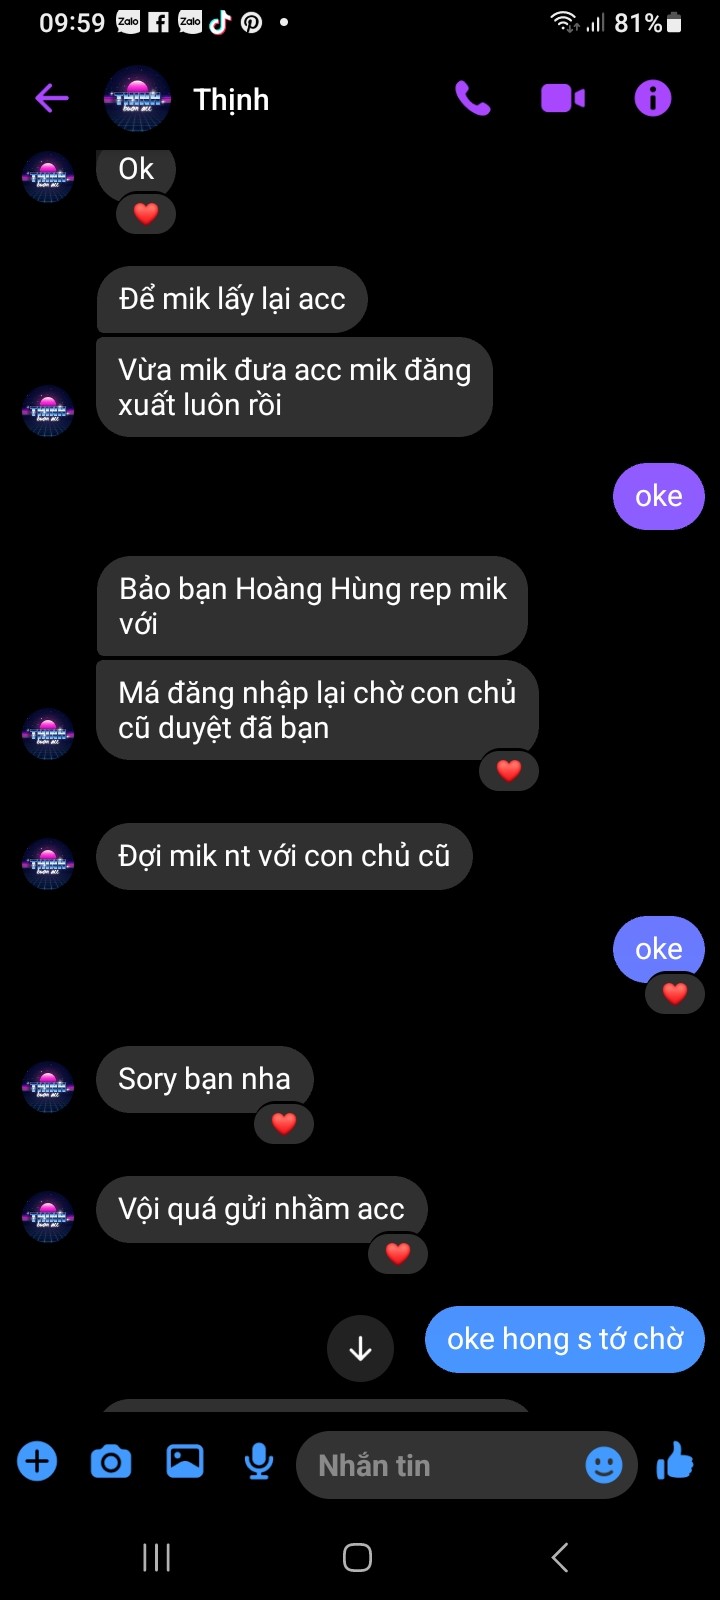 09:59
Zalo
Zalo
81%
THỊNH
buôn acc
Thịnh
Ok
Để mik lấy lại acc
Vừa mik đưa acc mik đăng
xuất luôn rồi
oke
Bảo bạn Hoàng Hùng rep mik
với
Má đăng nhập lại chờ con chủ
cũ duyệt đã bạn
Đợi mik nt với con chủ cũ
oke
Sory bạn nha
Vội quá gửi nhầm acc
oke hong s tớ chờ
Nhắn tin